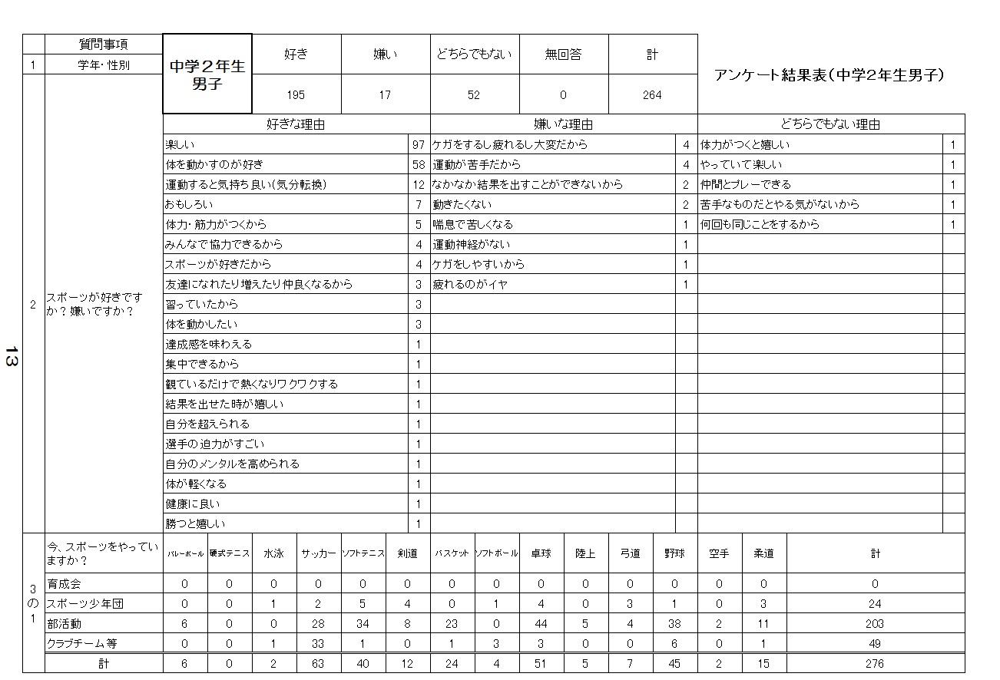 質問事項
1 学年・性別
中学２年生
男子
好き 嫌い どちらでもない 無回答 計
195 17 52 0 264
アンケート結果表（中学２年生男子）
2 スポーツが好きです
か？嫌いですか？
好きな理由 嫌いな理由 どちらでもない理由
楽しい 97 ケガをするし疲れるし大変だから 4 体力がつくと嬉しい 1
体を動かすのが好き 58 運動が苦手だから 4 やっていて楽しい 1
運動すると気持ち良い（気分転換） 12 なかなか結果を出すことができないから 2 仲間とプレーできる 1
おもしろい 7 動きたくない 2 苦手なものだとやる気がないから 1
体力・筋力がつくから 5 喘息で苦しくなる 1 何回も同じことをするから 1
みんなで協力できるから 4 運動神経がない 1
スポーツが好きだから 4 ケガをしやすいから 1
友達になれたり増えたり仲良くなるから 3 疲れるのがイヤ 1
習っていたから 3
体を動かしたい 3
達成感を味わえる 1
集中できるから 1
観ているだけで熱くなりワクワクする 1
結果を出せた時が嬉しい 1
自分を超えられる 1
選手の迫力がすごい 1
自分のメンタルを高められる 1
体が軽くなる 1
健康に良い 1
勝つと嬉しい 1
13
3
の
1
今、スポーツをやってい
ますか？
バレーボール 硬式テニス 水泳 サッカー ソフトテニス 剣道 バスケット ソフトボール 卓球 陸上 弓道 野球 空手 柔道 計
育成会 0 0 0 0 0 0 0 0 0 0 0 0 0 0 0
スポーツ少年団 0 0 1 2 5 4 0 1 4 0 3 1 0 3 24
部活動 6 0 0 28 34 8 23 0 44 5 4 38 2 11 203
クラブチーム等 0 0 1 33 1 0 1 3 3 0 0 6 0 1 49
計 6 0 2 63 40 12 24 4 51 5 7 45 2 15 276